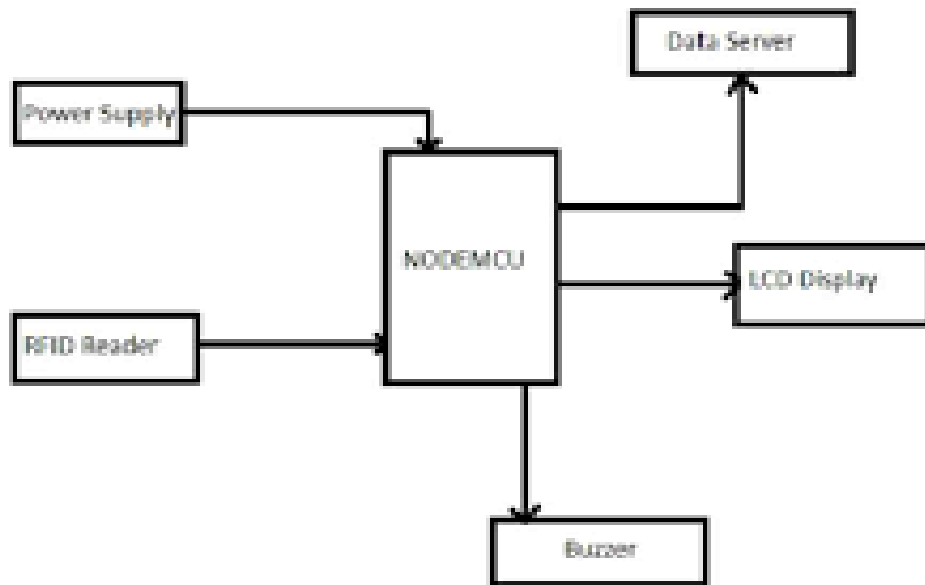 Data Server
Power Supply
NODEMCU
LCD Display
RFID Reader
Buzzer